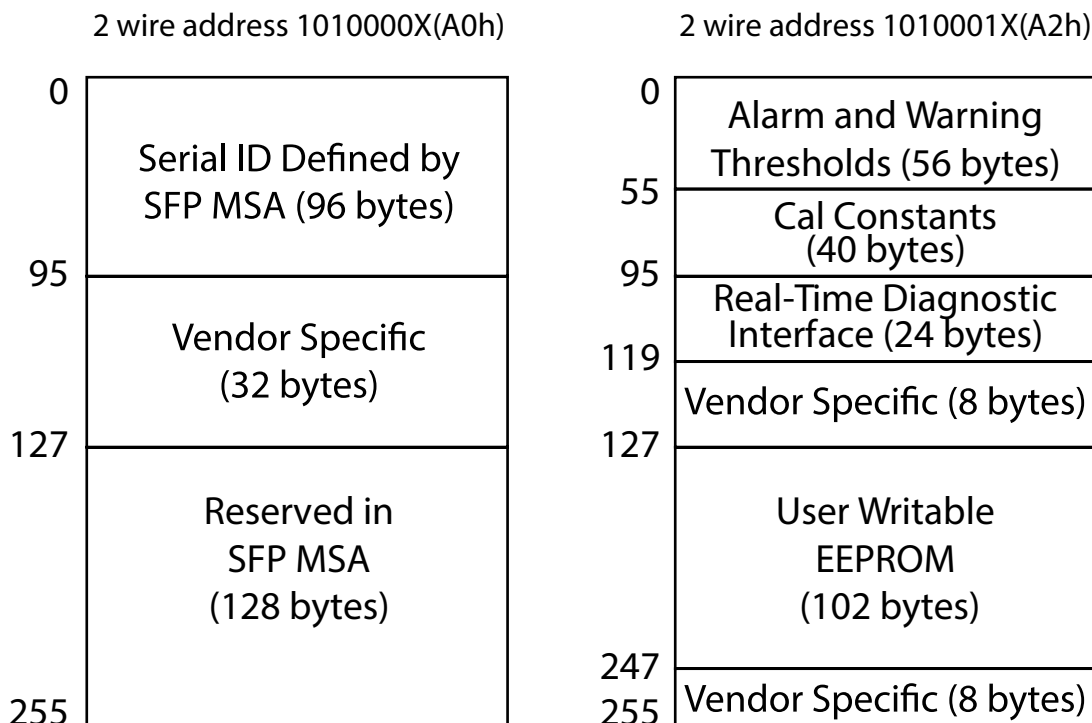 2 wire address 1010000X(A0h)
0
Serial ID Defined by
SFP MSA (96 bytes)
95
Vendor Specific
(32 bytes)
127
Reserved in
SFP MSA
(128 bytes)
255
2 wire address 1010001X(A2h)
0
Alarm and Warning
Thresholds (56 bytes)
55
Cal Constants
(40 bytes)
95
Real-Time Diagnostic
Interface (24 bytes)
119
Vendor Specific (8 bytes)
127
User Writable
EEPROM
(102 bytes)
247
Vendor Specific (8 bytes)
255